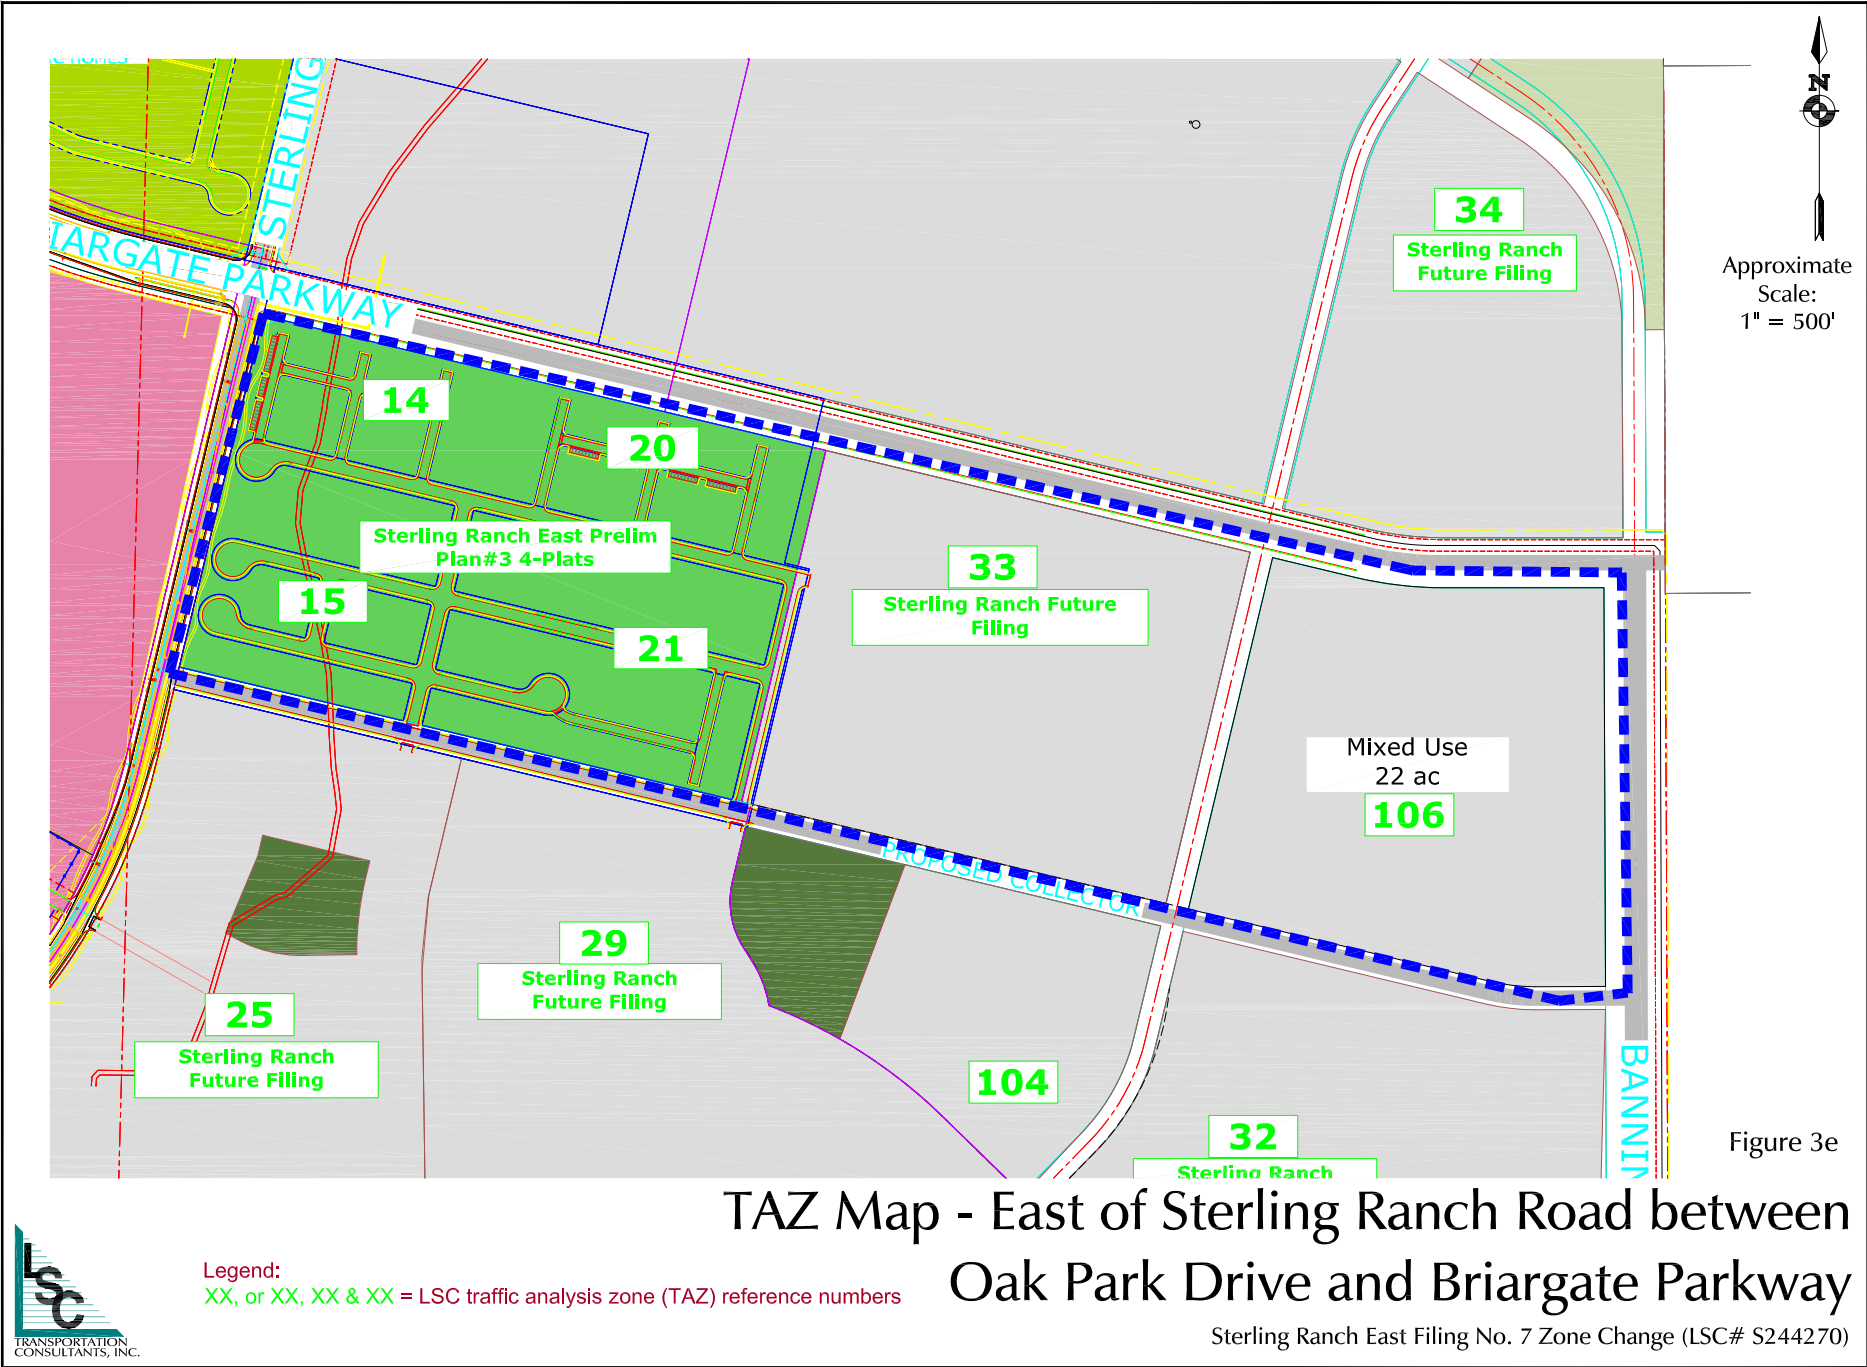 STERLING
IARGATE PARKWAY
N
Approximate
Scale:
1" = 500'
34
Sterling Ranch
Future Filing
14
20
Sterling Ranch East Prelim
Plan#3 4-Plats
33
Sterling Ranch Future
Filing
15
21
Mixed Use
22 ac
106
PROPOSED COLLECTOR
29
Sterling Ranch
Future Filing
25
Sterling Ranch
Future Filing
104
32
Sterling Ranch
BANNIN
Figure 3e
TAZ Map - East of Sterling Ranch Road between
Oak Park Drive and Briargate Parkway
Sterling Ranch East Filing No. 7 Zone Change (LSC# S244270)
Legend:
XX, or XX, XX & XX = LSC traffic analysis zone (TAZ) reference numbers
LSC
TRANSPORTATION
CONSULTANTS, INC.